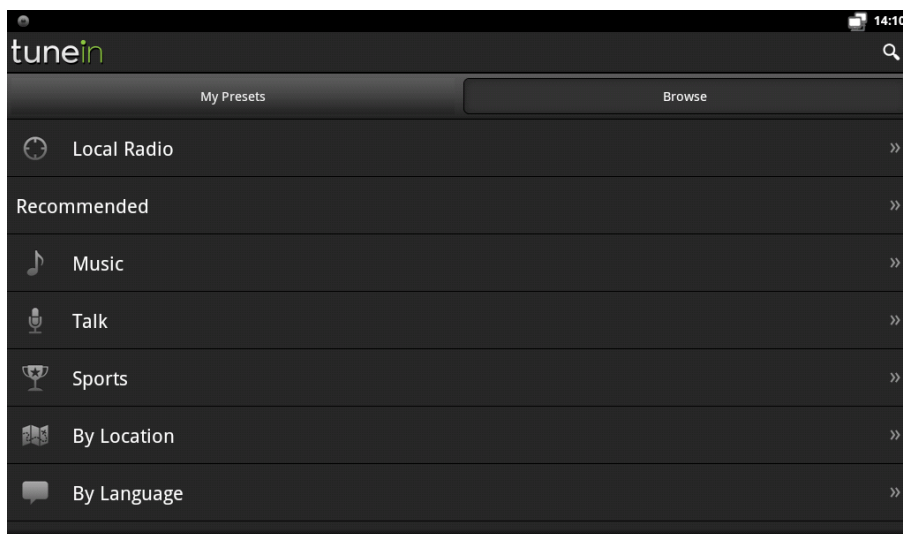 14:10
tunein
My Presets
Browse
Local Radio
Recommended
Music
Talk
Sports
By Location
By Language